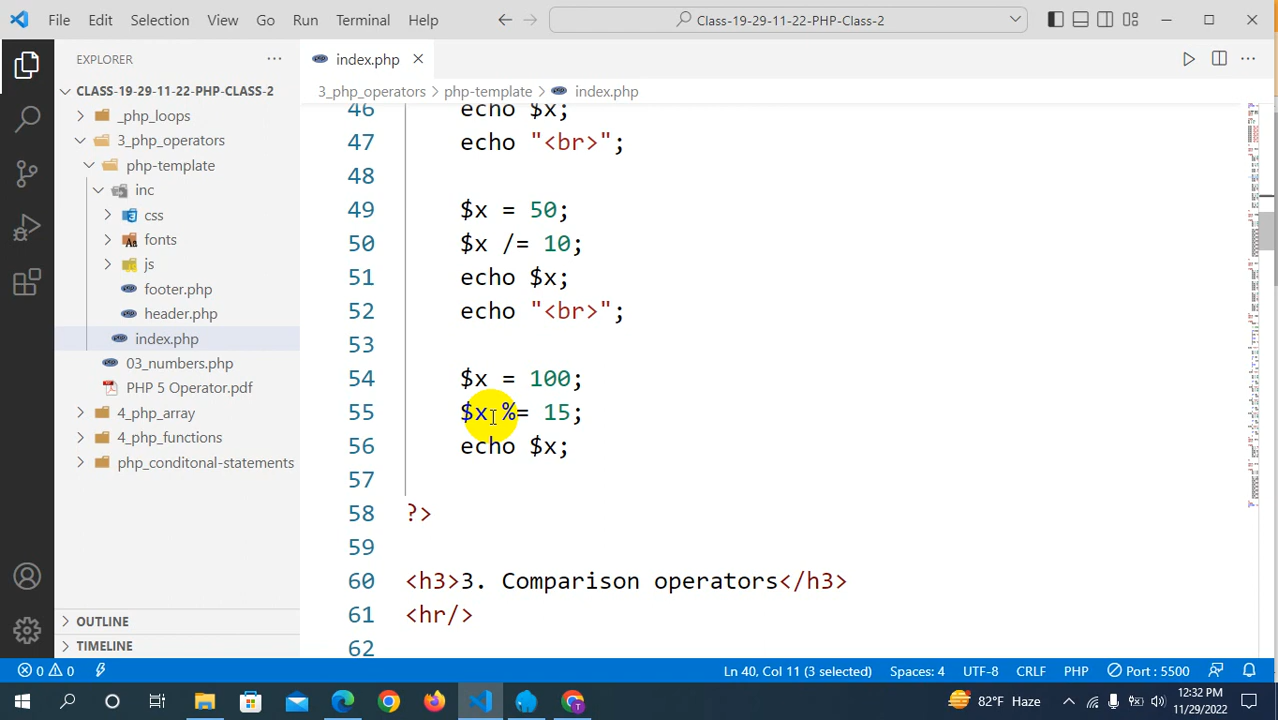 File Edit Selection View Go Run Terminal Help
Class-19-29-11-22-PHP-Class-2
EXPLORER
index.php
CLASS-19-29-11-22-PHP-CLASS-2
3_php_operators
php-template
index.php
_php_loops
3_php_operators
php-template
inc
css
fonts
js
footer.php
header.php
index.php
03_numbers.php
PHP 5 Operator.pdf
4_php_array
4_php_functions
php_conditonal-statements
OUTLINE
TIMELINE
46 echo $x;
47 echo "<br>";
48
49 $x = 50;
50 $x /= 10;
51 echo $x;
52 echo "<br>";
53
54 $x = 100;
55 $x %= 15;
56 echo $x;
57
58 ?>
59
60 <h3>3. Comparison operators</h3>
61 <hr/>
62
0 0 Ln 40, Col 11 (3 selected) Spaces: 4 UTF-8 CRLF PHP Port : 5500
82°F Haze 12:32 PM
11/29/2022